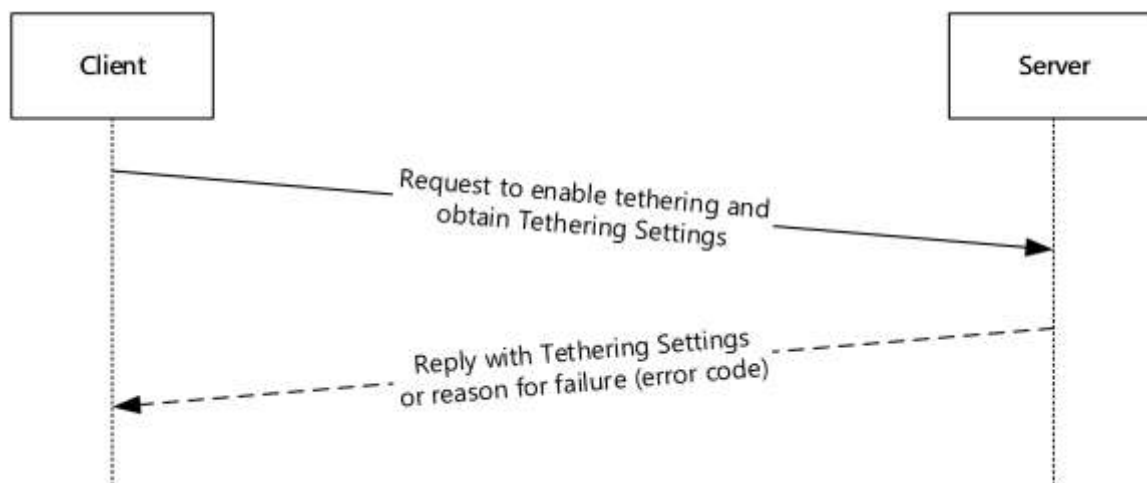 Client
Server
Request to enable tethering and
obtain Tethering Settings
Reply with Tethering Settings
or reason for failure (error code)